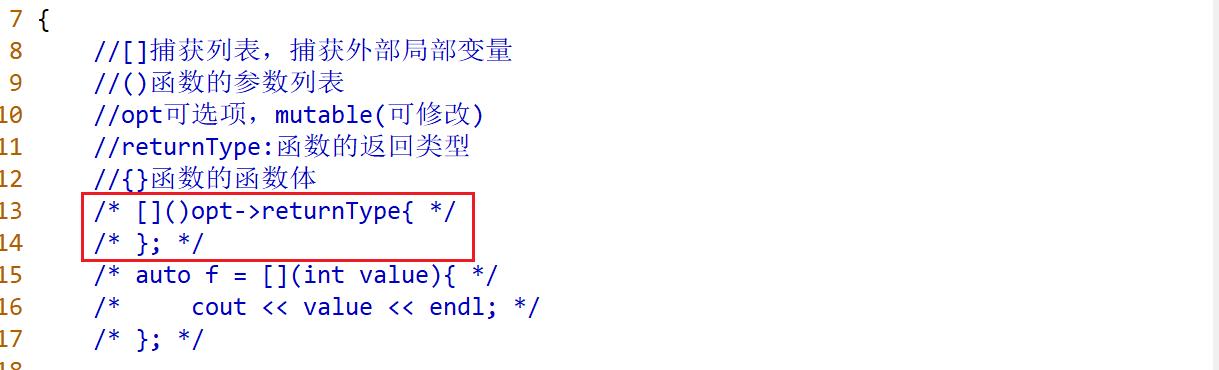 7 {
8 //[]捕获列表，捕获外部局部变量
9 //()函数的参数列表
10 //opt可选项，mutable(可修改)
11 //returnType:函数的返回类型
12 //{}函数的函数体
13 /* []()opt->returnType{ */
14 /* }; */
15 /* auto f = [](int value){ */
16 /*     cout << value << endl; */
17 /* }; */